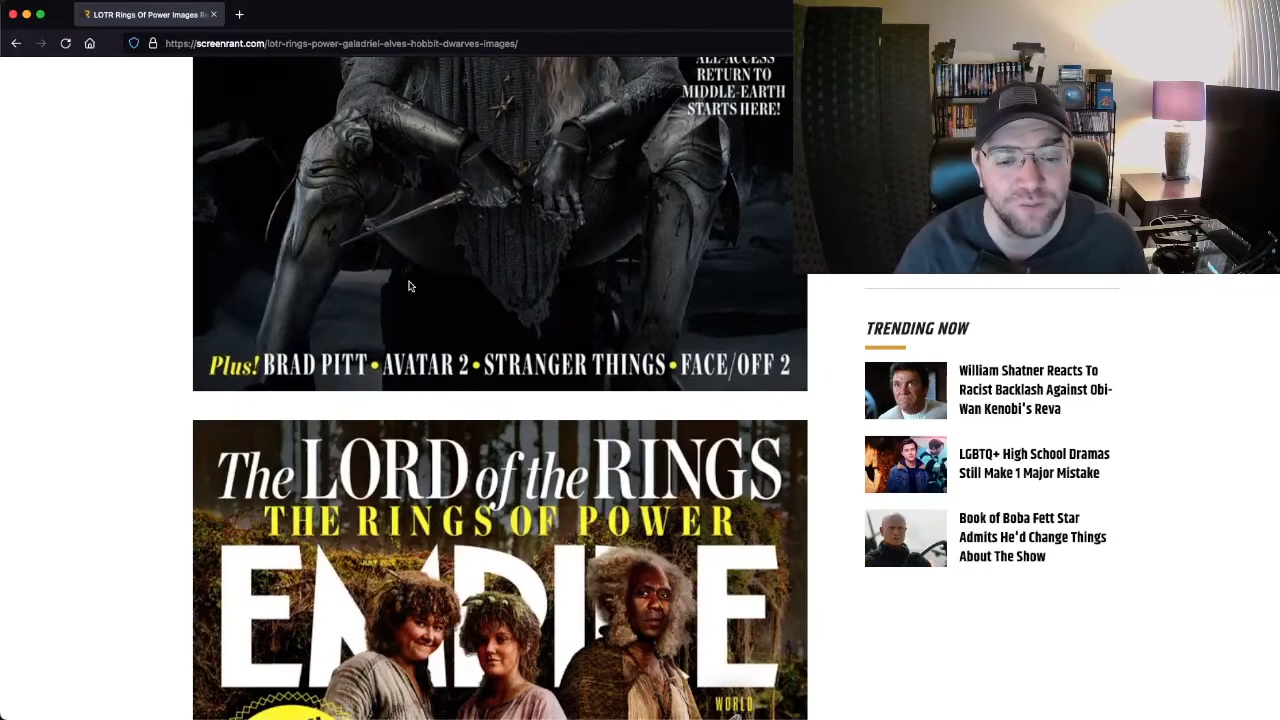 LOTR Rings Of Power Images Re
https://screenrant.com/lotr-rings-power-galadriel-elves-hobbit-dwarves-images/
ALL-ACCESS
RETURN TO
MIDDLE-EARTH
STARTS HERE!
Plus! BRAD PITT • AVATAR 2 • STRANGER THINGS • FACE/OFF 2
The LORD of the RINGS
THE RINGS OF POWER
EMPIRE
JULY 2022
WORLD
TRENDING NOW
William Shatner Reacts To
Racist Backlash Against Obi-
Wan Kenobi's Reva
LGBTQ+ High School Dramas
Still Make 1 Major Mistake
Book of Boba Fett Star
Admits He'd Change Things
About The Show